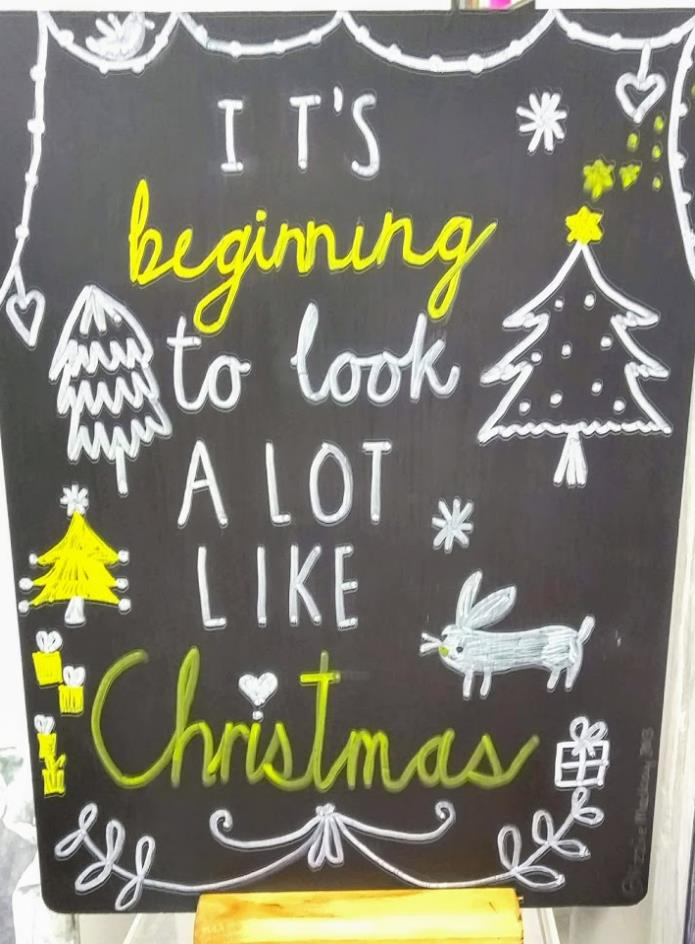 IT'S
beginning
to look
A LOT
LIKE
Christmas